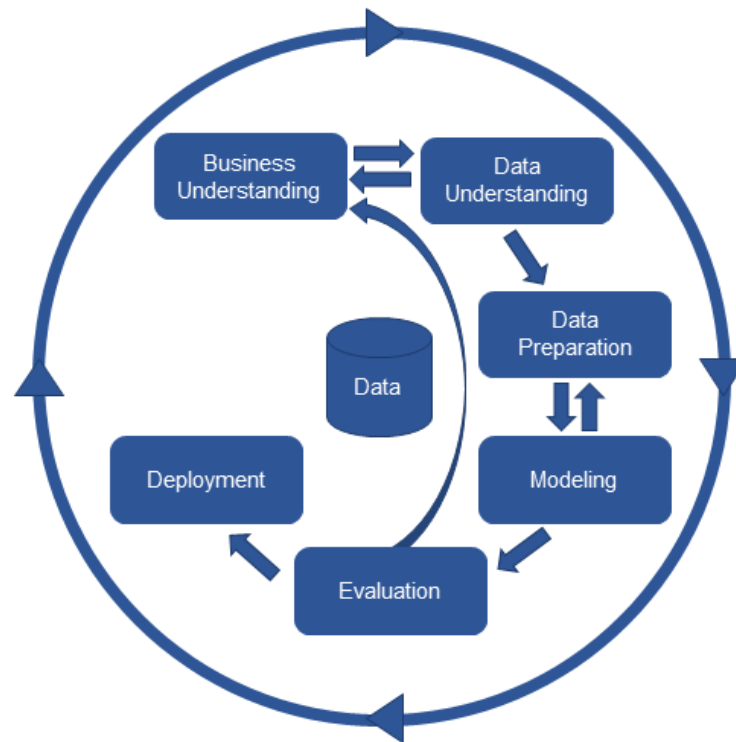 Business
Understanding
Data
Understanding
Data
Preparation
Data
Deployment
Modeling
Evaluation